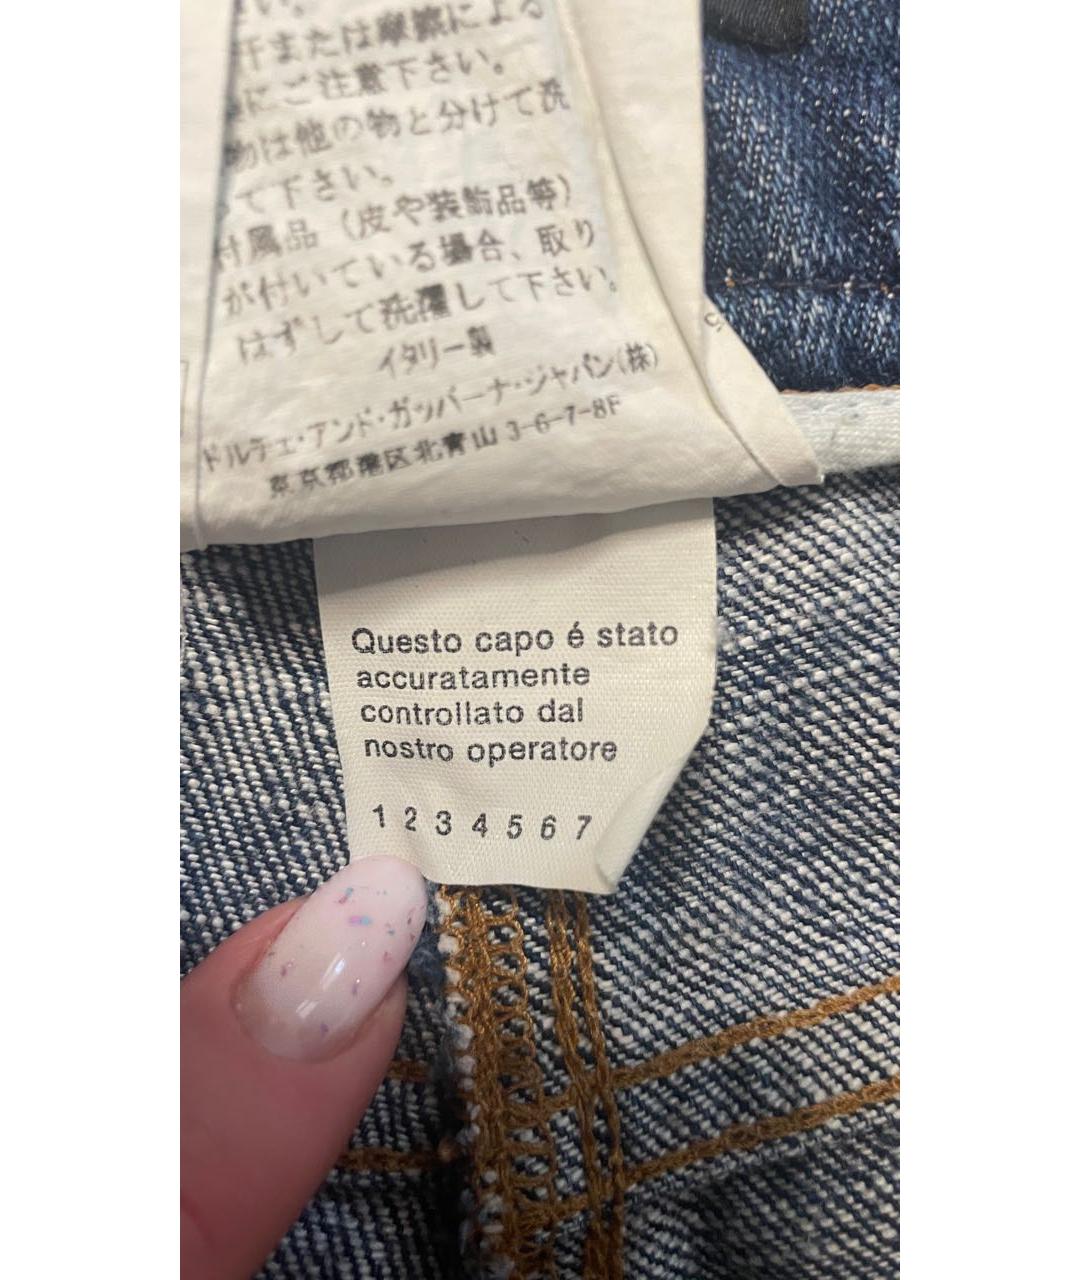 さい。
汗または摩擦による
にご注意下さい。
物は他の物と分けて洗
て下さい。
付属品（皮や装飾品等）
が付いている場合、取り
はずして洗濯して下さい。
イタリー製
ドルチェ・アンド・ガッバーナ・ジャパン(株)
東京都港区北青山 3-6-7-8F
Questo capo é stato
accuratamente
controllato dal
nostro operatore
1 2 3 4 5 6 7